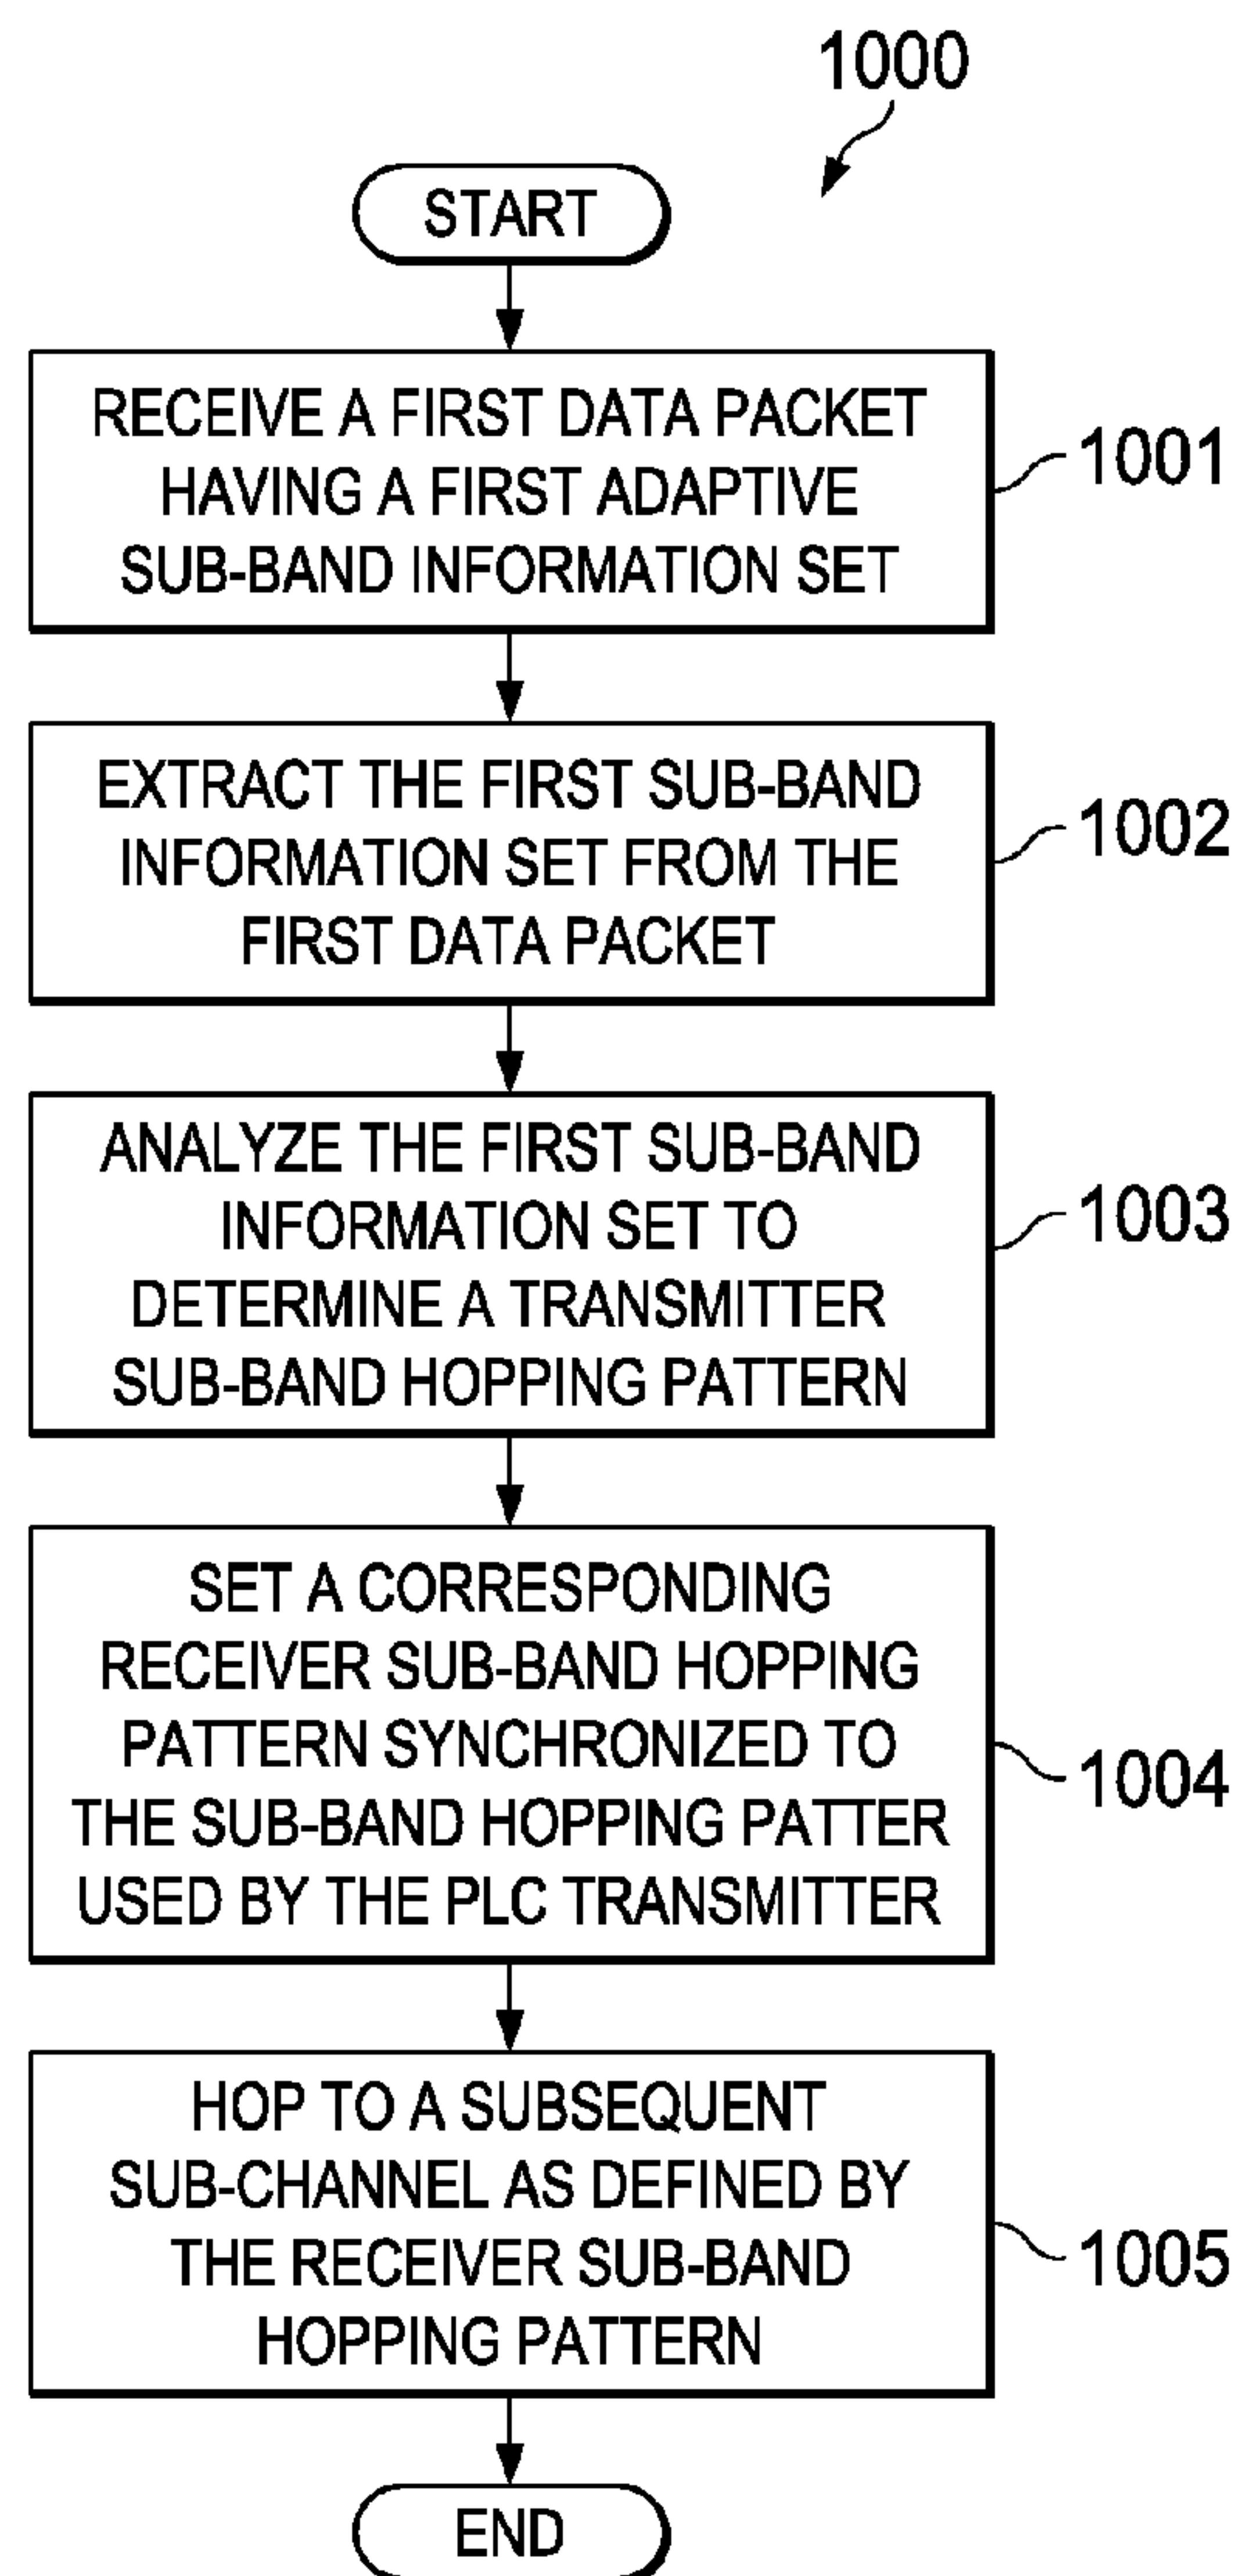 1000
START
RECEIVE A FIRST DATA PACKET
HAVING A FIRST ADAPTIVE
SUB-BAND INFORMATION SET
1001
EXTRACT THE FIRST SUB-BAND
INFORMATION SET FROM THE
FIRST DATA PACKET
1002
ANALYZE THE FIRST SUB-BAND
INFORMATION SET TO
DETERMINE A TRANSMITTER
SUB-BAND HOPPING PATTERN
1003
SET A CORRESPONDING
RECEIVER SUB-BAND HOPPING
PATTERN SYNCHRONIZED TO
THE SUB-BAND HOPPING PATTER
USED BY THE PLC TRANSMITTER
1004
HOP TO A SUBSEQUENT
SUB-CHANNEL AS DEFINED BY
THE RECEIVER SUB-BAND
HOPPING PATTERN
1005
END